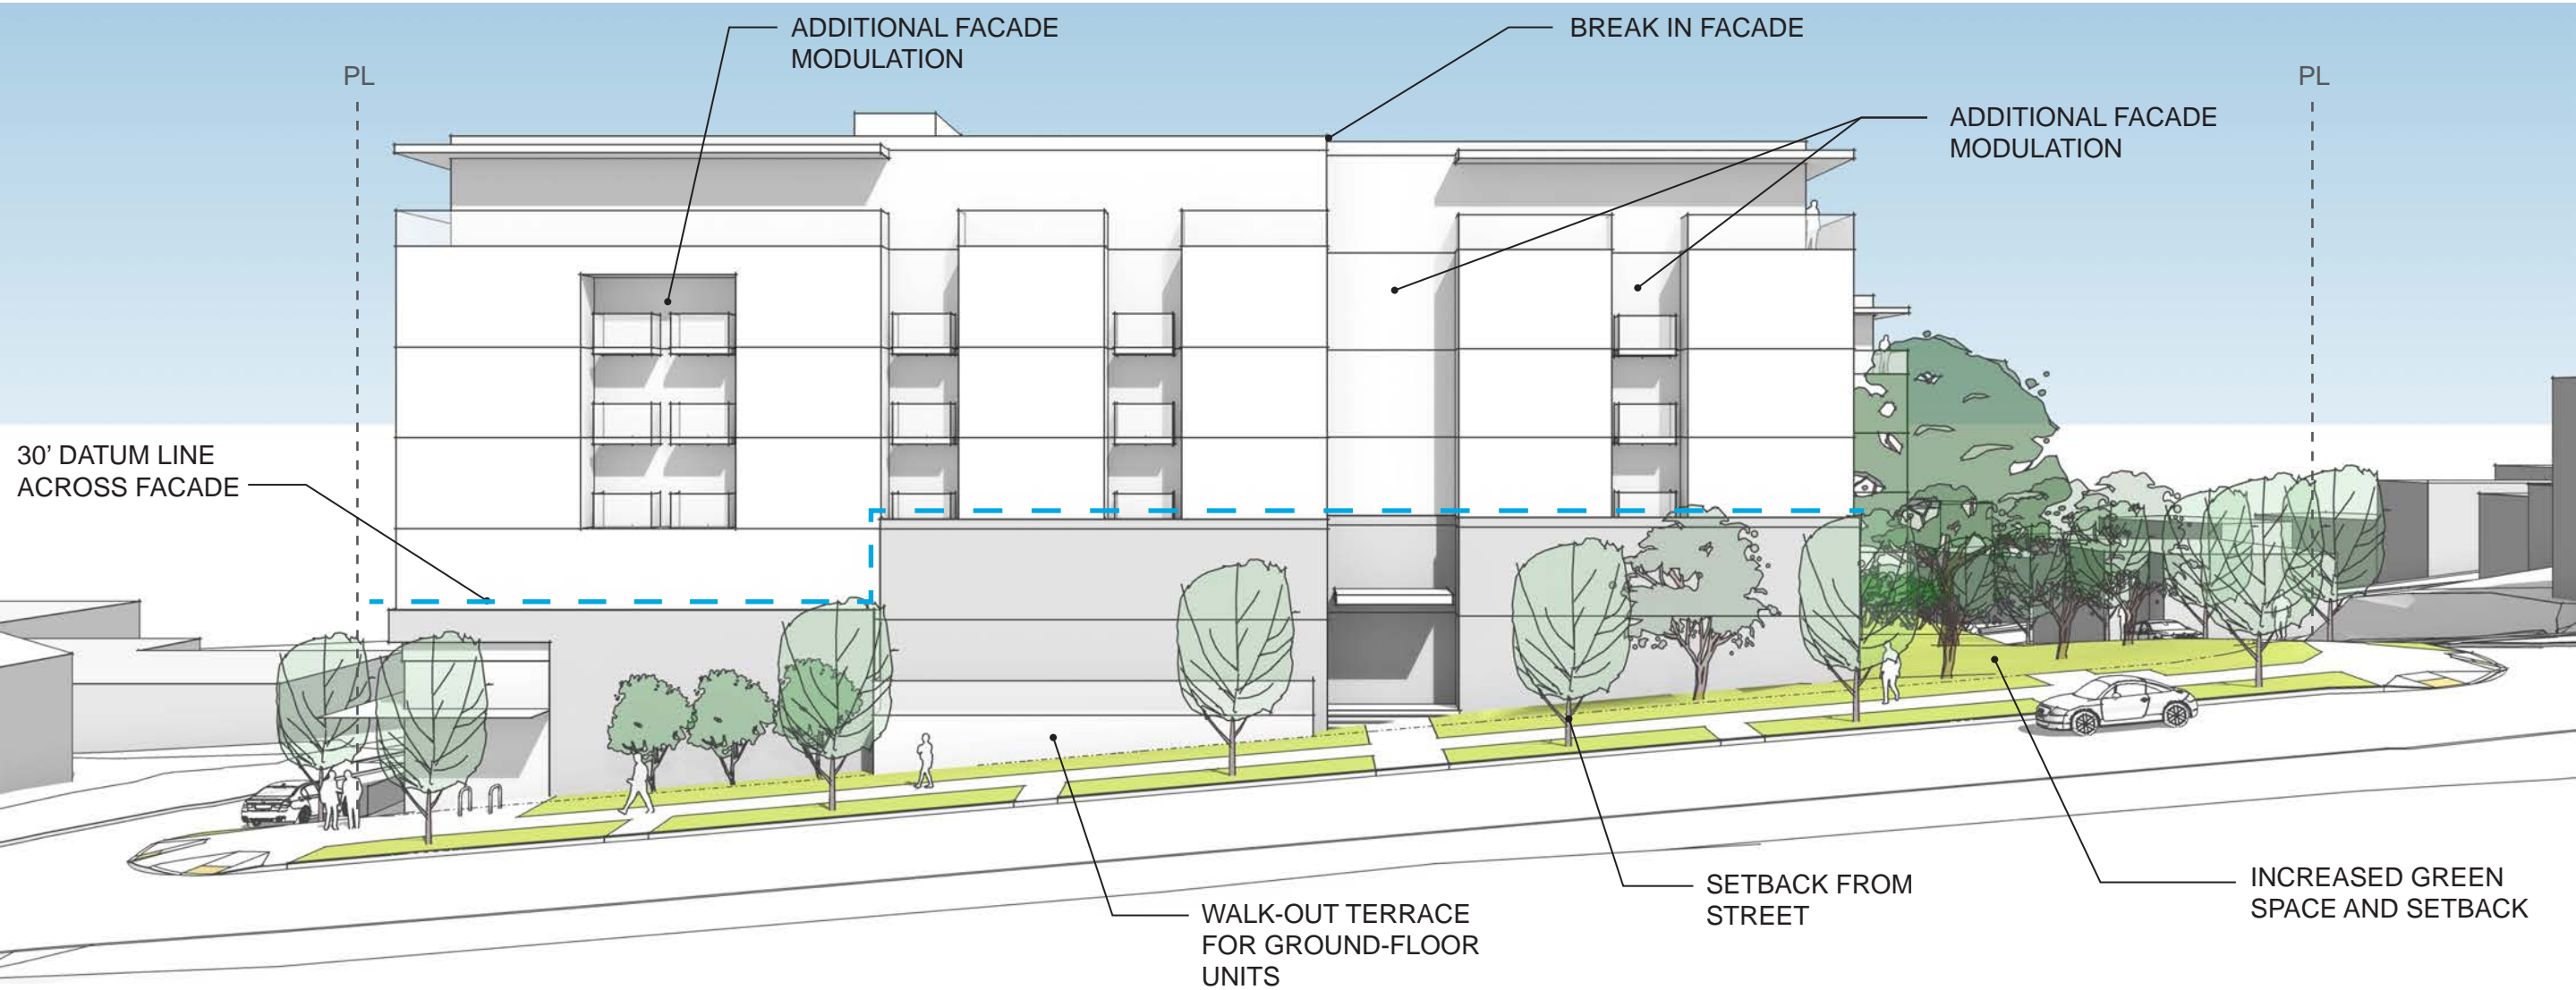 ADDITIONAL FACADE
MODULATION
BREAK IN FACADE
PL
PL
ADDITIONAL FACADE
MODULATION
30’ DATUM LINE
ACROSS FACADE
SETBACK FROM
STREET
INCREASED GREEN
SPACE AND SETBACK
WALK-OUT TERRACE
FOR GROUND-FLOOR
UNITS